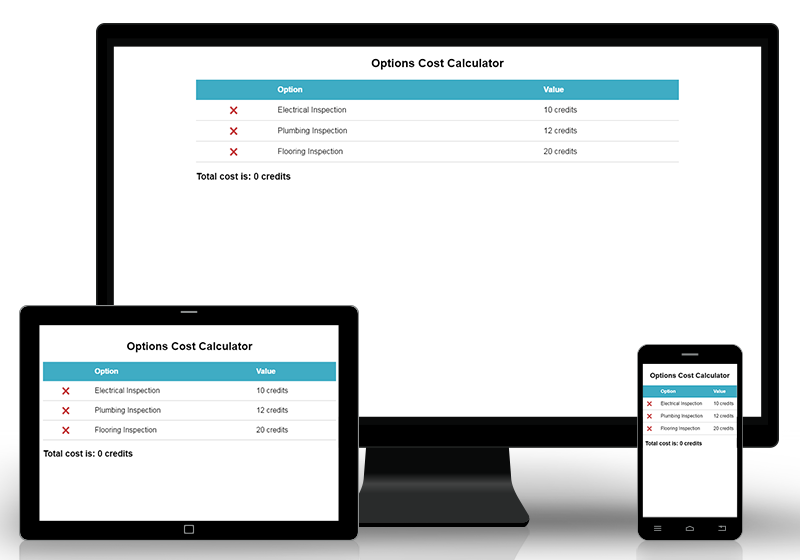 Options Cost Calculator
Option Value
Electrical Inspection 10 credits
Plumbing Inspection 12 credits
Flooring Inspection 20 credits
Total cost is: 0 credits
Options Cost Calculator
Option Value
Electrical Inspection 10 credits
Plumbing Inspection 12 credits
Flooring Inspection 20 credits
Total cost is: 0 credits
Options Cost Calculator
Option Value
Electrical Inspection 10 credits
Plumbing Inspection 12 credits
Flooring Inspection 20 credits
Total cost is: 0 credits